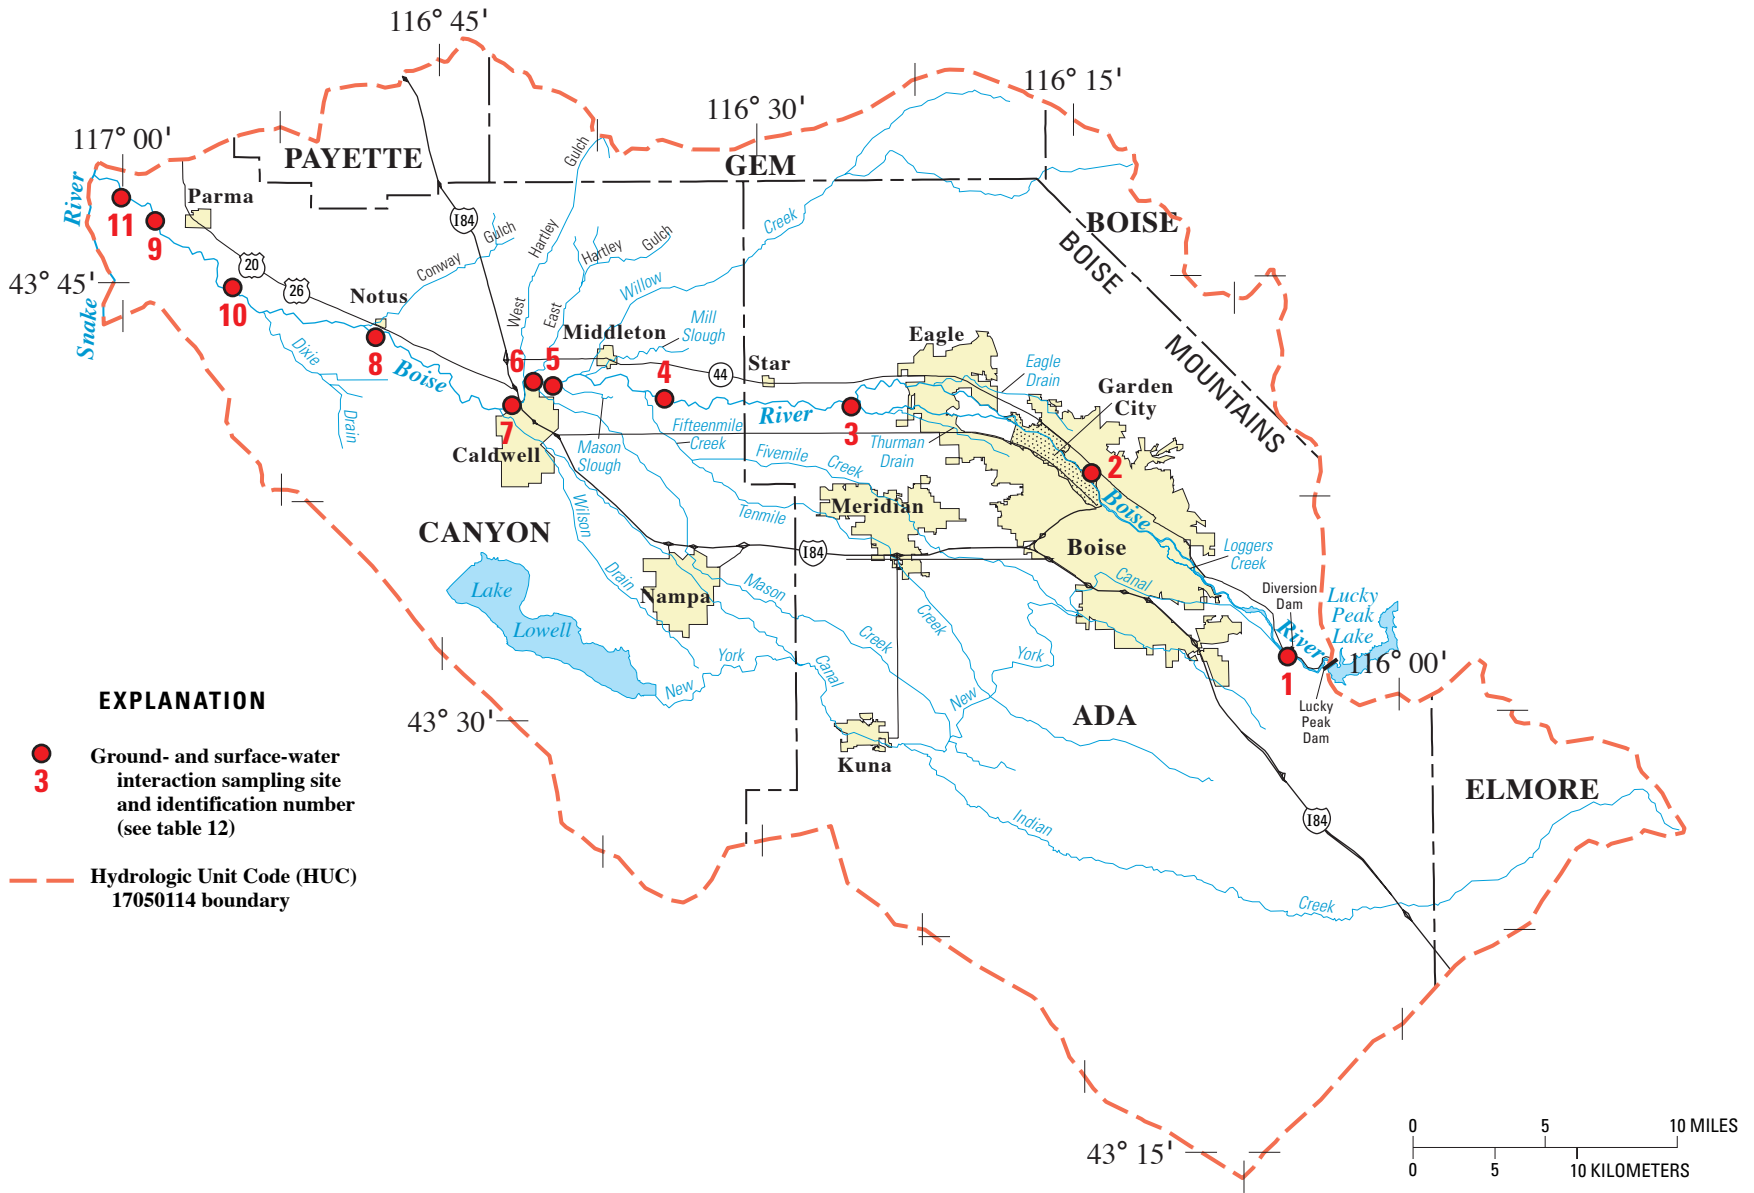 116° 45'
116° 15'
116° 30'
117° 00'
PAYETTE
GEM
BOISE
BOISE
MOUNTAINS
River
Snake
Parma
11
9
43° 45'
10
20
26
I84
Notus
8
Conway
Gulch
West
Hartley
Gulch
East
Hartley
Gulch
Willow
Creek
Middleton
Mill
Slough
Star
44
Eagle
Eagle
Drain
Garden
City
Dixie
Drain
Boise
6
5
4
7
Caldwell
River
3
Mason
Slough
Fifteenmile
Creek
Fivemile
Creek
Thurman
Drain
2
Boise
Meridian
Tenmile
Creek
Wilson
Drain
CANYON
I84
Boise
Loggers
Creek
Canal
Diversion
Dam
Lucky
Peak
Lake
River
Lake
Lowell
Nampa
Mason
Creek
New
York
Canal
New
York
1
116° 00'
Lucky
Peak
Dam
EXPLANATION
43° 30'
ADA
Kuna
ELMORE
3
Ground- and surface-water
interaction sampling site
and identification number
(see table 12)
Indian
Creek
I84
Hydrologic Unit Code (HUC)
17050114 boundary
43° 15'
0 5 10 MILES
0 5 10 KILOMETERS